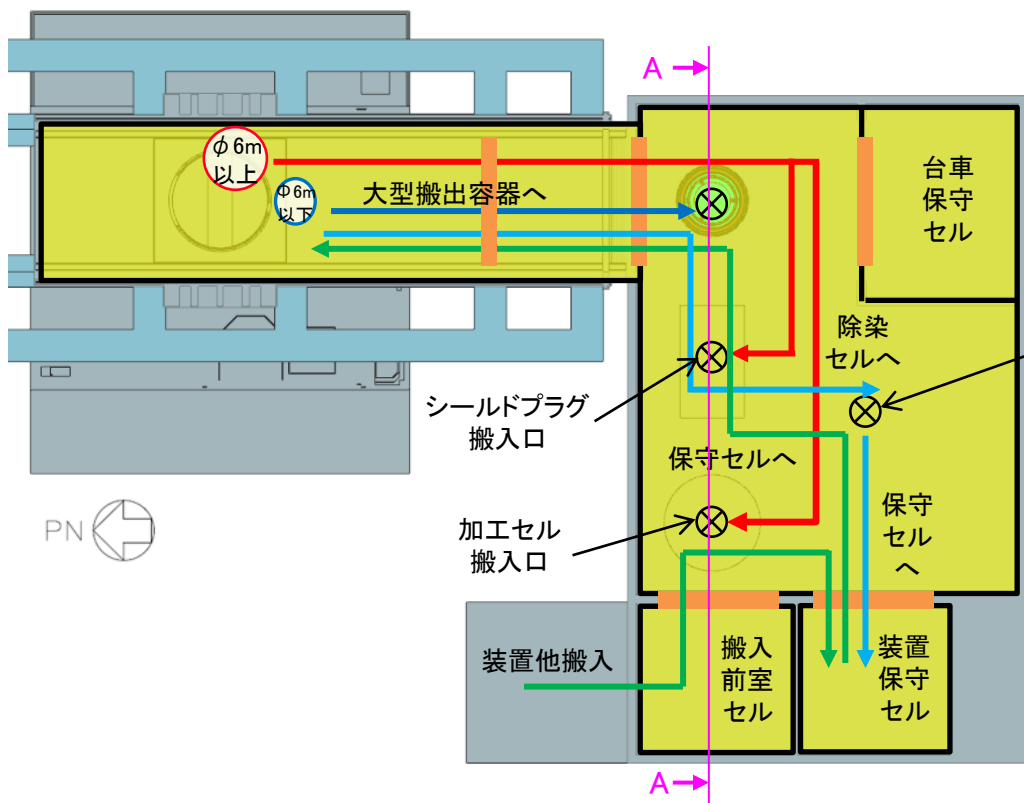 A
φ6m
以上
Φ6m
以下
大型搬出容器へ
台車
保守
セル
除染
セルへ
シールドプラグ
搬入口
保守セルへ
PN
加工セル
搬入口
保守
セル
へ
装置他搬入
搬入
前室
セル
装置
保守
セル
A